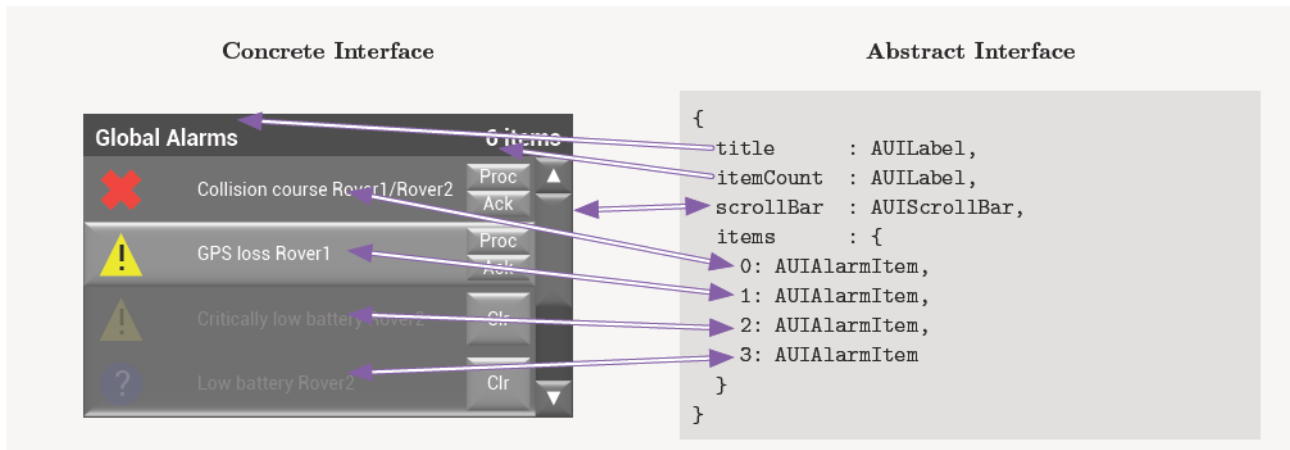 Concrete Interface
Abstract Interface
Global Alarms 6 items
Collision course Rover1/Rover2
Proc
Ack
GPS loss Rover1
Proc
Ack
Critically low battery Rover2
Clr
Low battery Rover2
Clr
{
title : AUILabel,
itemCount : AUILabel,
scrollBar : AUIScrollBar,
items : {
0: AUIAlarmItem,
1: AUIAlarmItem,
2: AUIAlarmItem,
3: AUIAlarmItem
}
}